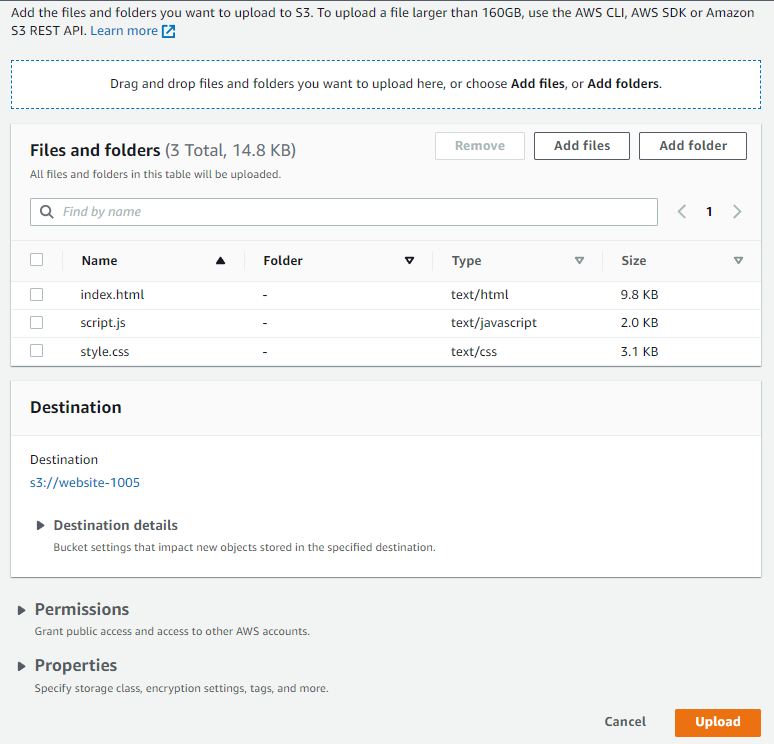 Add the files and folders you want to upload to S3. To upload a file larger than 160GB, use the AWS CLI, AWS SDK or Amazon
S3 REST API. Learn more
Drag and drop files and folders you want to upload here, or choose Add files, or Add folders.
Files and folders (3 Total, 14.8 KB)
Remove
Add files
Add folder
All files and folders in this table will be uploaded.
Find by name
1
Name Folder Type Size
index.html - text/html 9.8 KB
script.js - text/javascript 2.0 KB
style.css - text/css 3.1 KB
Destination
Destination
s3://website-1005
Destination details
Bucket settings that impact new objects stored in the specified destination.
Permissions
Grant public access and access to other AWS accounts.
Properties
Specify storage class, encryption settings, tags, and more.
Cancel Upload